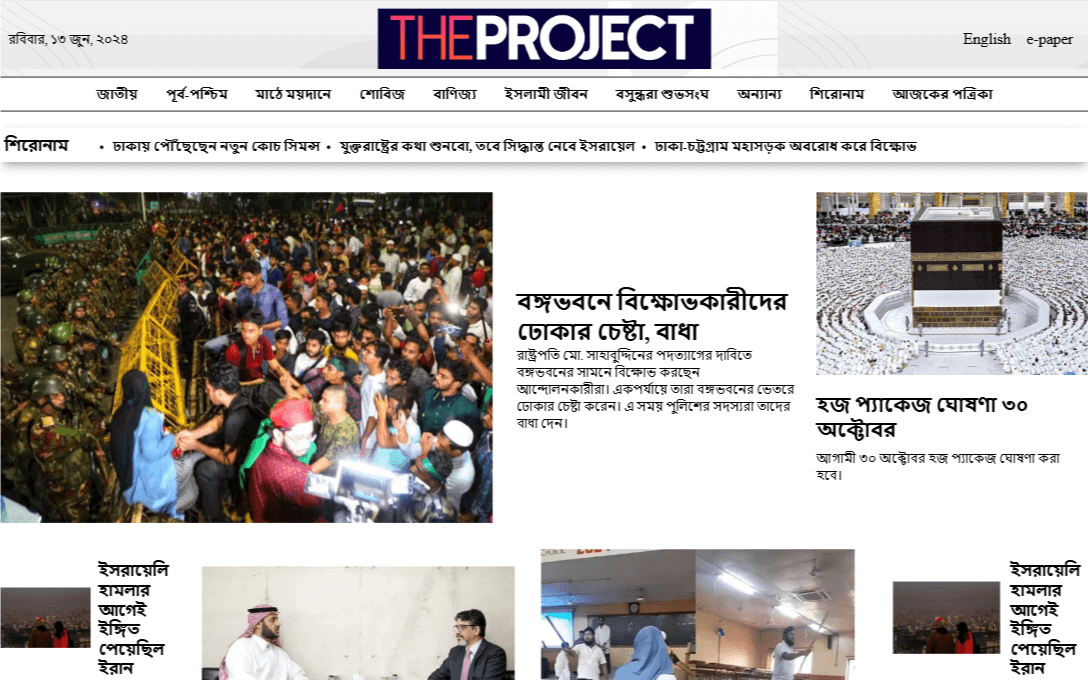 রবিবার, ১৩ জুন, ২০২৪
THEPROJECT
English e-paper
জাতীয় পূর্ব-পশ্চিম মাঠে ময়দানে শোবিজ বাণিজ্য ইসলামী জীবন বসুন্ধরা শুভসংঘ অন্যান্য শিরোনাম আজকের পত্রিকা
শিরোনাম • ঢাকায় পৌঁছেছেন নতুন কোচ সিমন্স • যুক্তরাষ্ট্রের কথা শুনবো, তবে সিদ্ধান্ত নেবে ইসরায়েল • ঢাকা-চট্টগ্রাম মহাসড়ক অবরোধ করে বিক্ষোভ
বঙ্গভবনে বিক্ষোভকারীদের
ঢোকার চেষ্টা, বাধা
রাষ্ট্রপতি মো. সাহাবুদ্দিনের পদত্যাগের দাবিতে
বঙ্গভবনের সামনে বিক্ষোভ করছেন
আন্দোলনকারীরা। একপর্যায়ে তারা বঙ্গভবনের ভেতরে
ঢোকার চেষ্টা করেন। এ সময় পুলিশের সদস্যরা তাদের
বাধা দেন।
হজ প্যাকেজ ঘোষণা ৩০
অক্টোবর
আগামী ৩০ অক্টোবর হজ প্যাকেজ ঘোষণা করা
হবে।
ইসরায়েলি
হামলার
আগেই
ইঙ্গিত
পেয়েছিল
ইরান
ইসরায়েলি
হামলার
আগেই
ইঙ্গিত
পেয়েছিল
ইরান